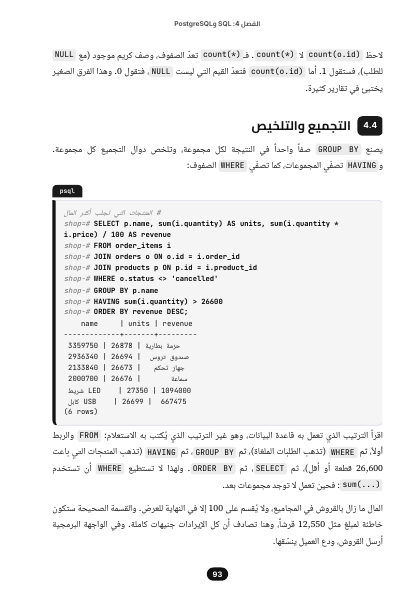 الفصل 4: SQL وPostgreSQL
لاحظ count(o.id) لا count(*). فـ count(*) تعدّ الصفوف، وصف كريم موجود (مع NULL
للطلب)، فستقول 1. أما count(o.id) فتعدّ القيم التي ليست NULL، فتقول 0. وهذا الفرق الصغير
يختبئ في تقارير كثيرة.
4.4 التجميع والتلخيص
يصنع GROUP BY صفاً واحداً في النتيجة لكل مجموعة، وتلخص دوال التجميع كل مجموعة.
وHAVING تصفّي المجموعات، كما تصفّي WHERE الصفوف:
psql
# المنتجات التي تجلب أكثر المال
shop=# SELECT p.name, sum(i.quantity) AS units, sum(i.quantity *
i.price) / 100 AS revenue
shop-# FROM order_items i
shop-# JOIN orders o ON o.id = i.order_id
shop-# JOIN products p ON p.id = i.product_id
shop-# WHERE o.status <> 'cancelled'
shop-# GROUP BY p.name
shop-# HAVING sum(i.quantity) > 26600
shop-# ORDER BY revenue DESC;
name | units | revenue
-------------+-------+---------
حزمة بطارية | 26878 | 3359750
صندوق تروس | 26694 | 2936340
جهاز تحكم | 26673 | 2133840
سماعة | 26676 | 2000700
شريط LED | 27350 | 1094000
كابل USB | 26699 | 667475
(6 rows)
اقرأ الترتيب الذي تعمل به قاعدة البيانات، وهو غير الترتيب الذي يُكتب به الاستعلام: FROM والربط
أولاً، ثم WHERE (تذهب الطلبات الملغاة)، ثم GROUP BY، ثم HAVING (تذهب المنتجات التي باعت
26,600 قطعة أو أقل)، ثم SELECT، ثم ORDER BY. ولهذا لا تستطيع WHERE أن تستخدم
sum(...): فحين تعمل لا توجد مجموعات بعد.
المال ما زال بالقروش في المجاميع، ولا يُقسم على 100 إلا في النهاية للعرض. والقسمة الصحيحة ستكون
خاطئة لمبلغ مثل 12,550 قرشاً، وهنا تصادف أن كل الإيرادات جنيهات كاملة. وفي الواجهة البرمجية
أرسل القروش، ودع العميل ينسّقها.
93